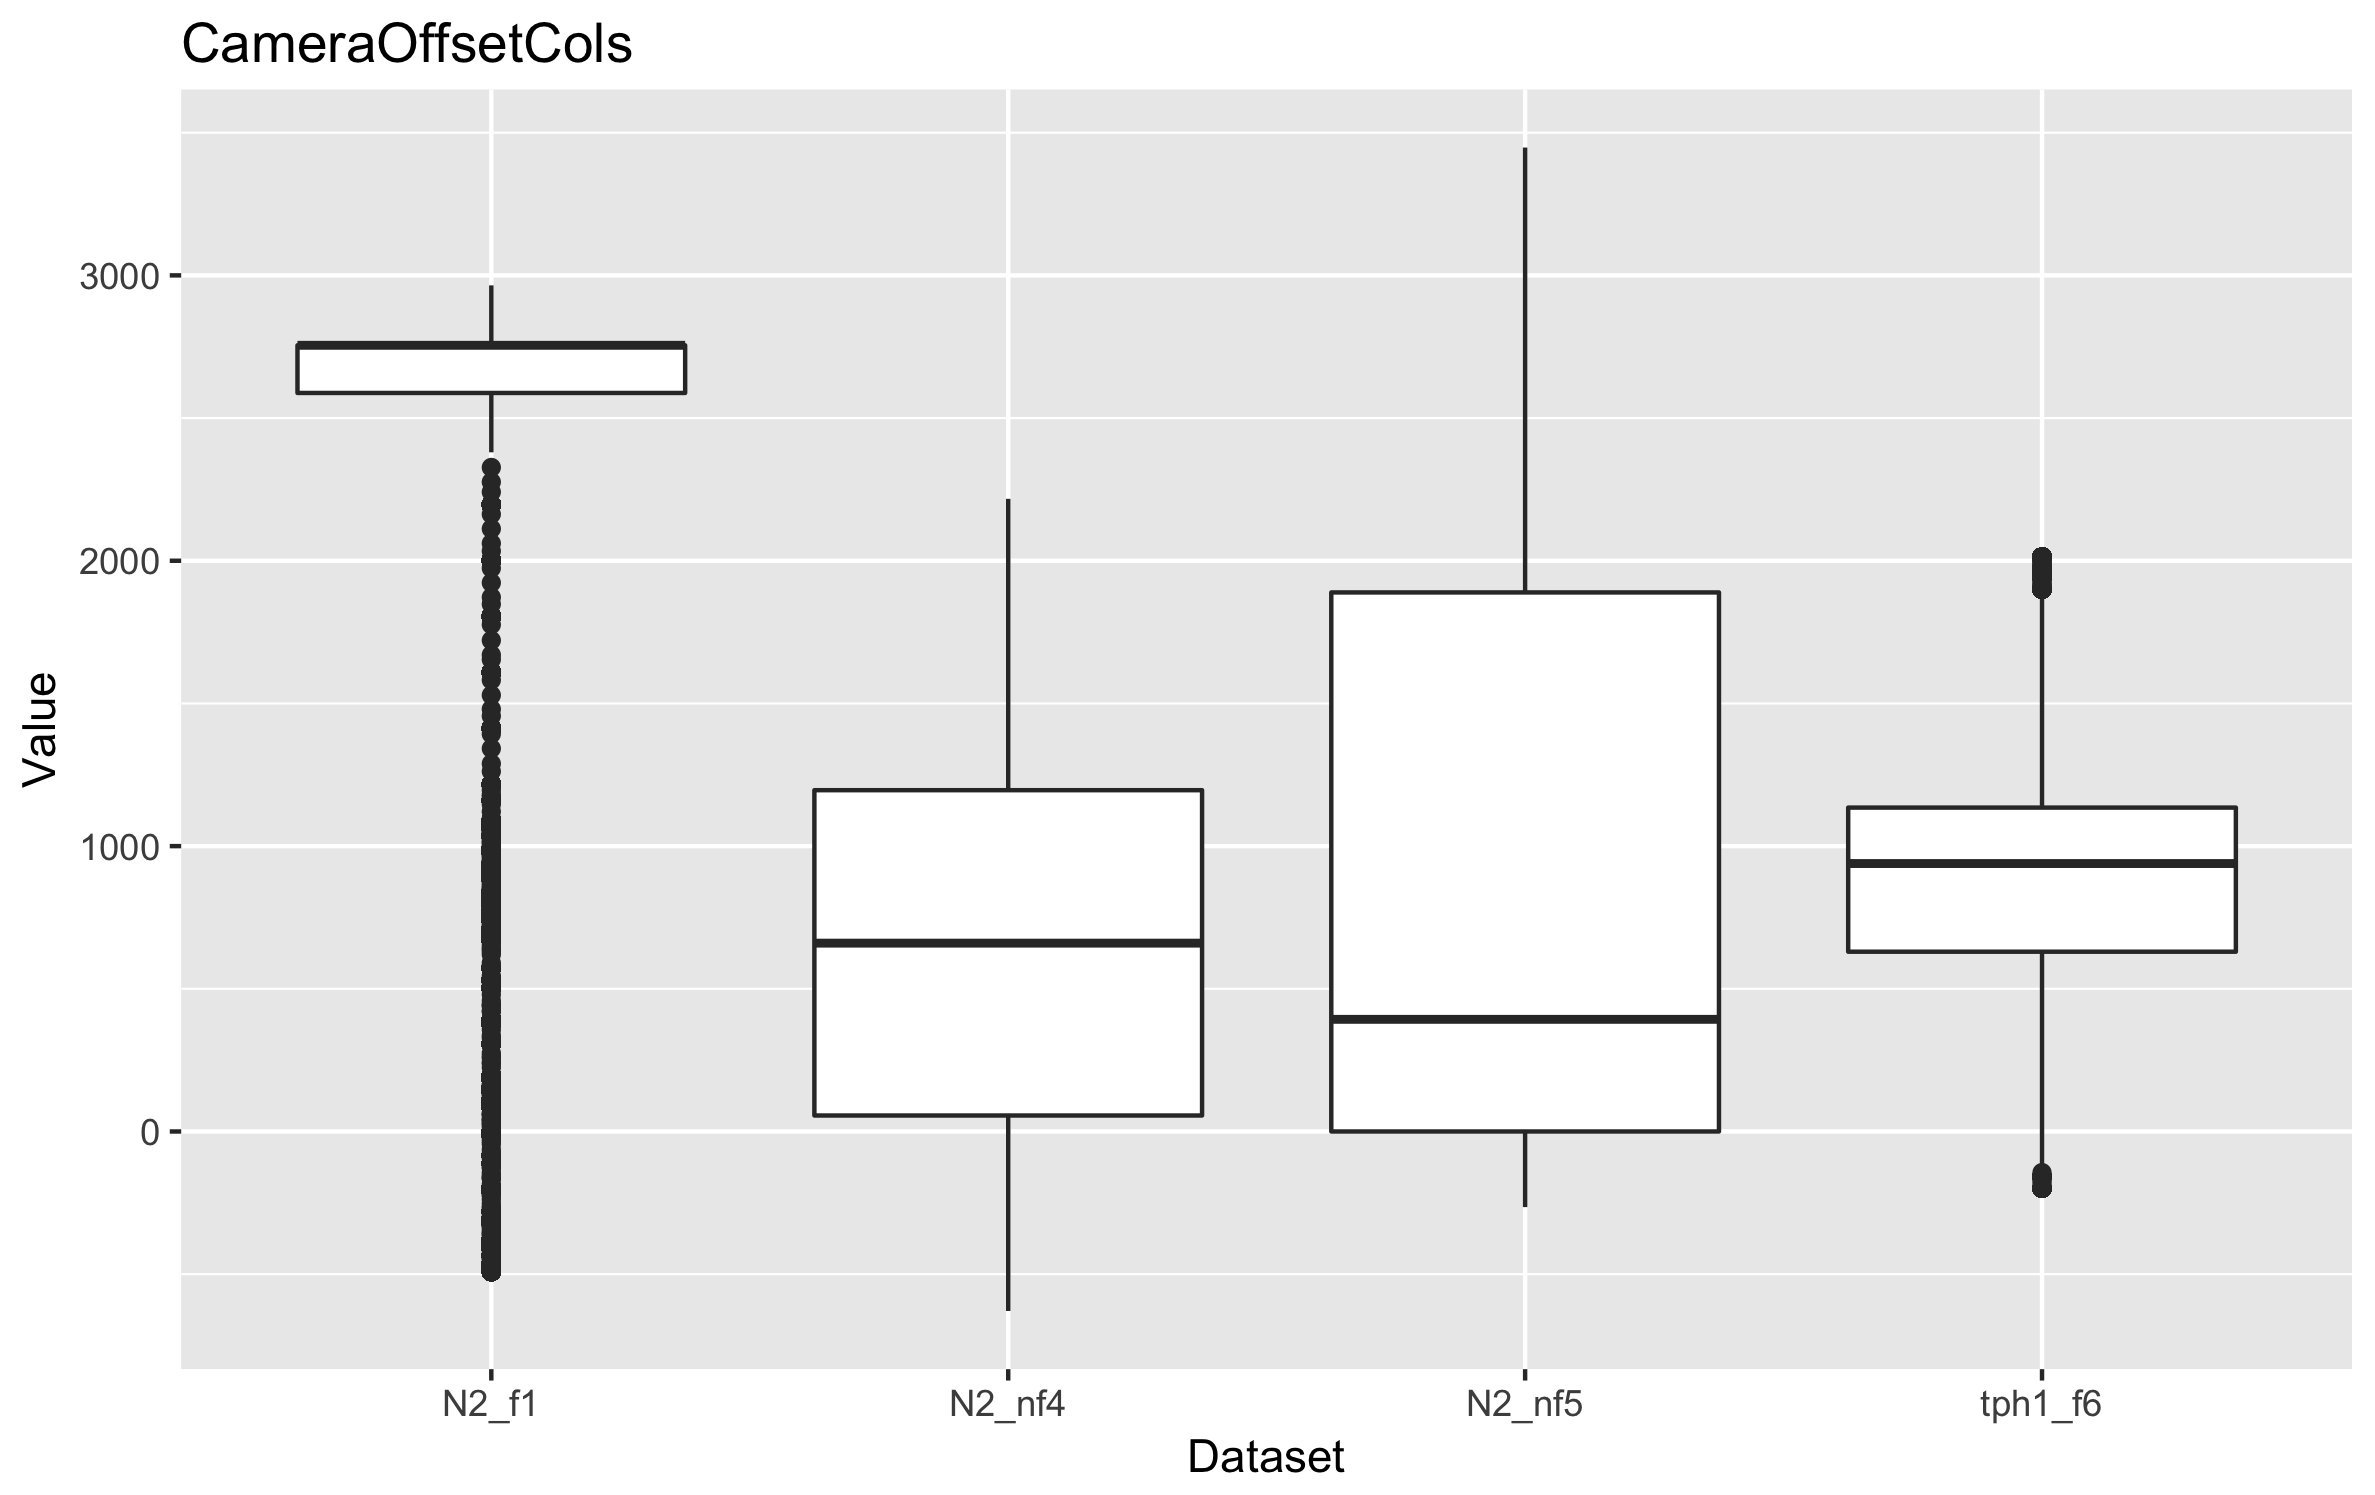 CameraOffsetCols
3000
2000
1000
0
Value
N2_f1
N2_nf4
N2_nf5
tph1_f6
Dataset